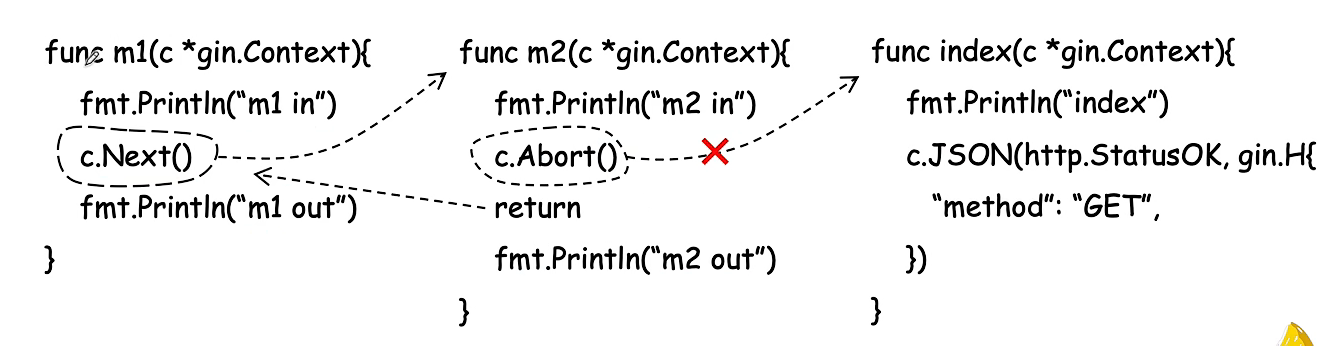 func m1(c *gin.Context){
fmt.Println("m1 in")
c.Next()
fmt.Println("m1 out")
}
func m2(c *gin.Context){
fmt.Println("m2 in")
c.Abort()
return
fmt.Println("m2 out")
}
func index(c *gin.Context){
fmt.Println("index")
c.JSON(http.StatusOK, gin.H{
"method": "GET",
})
}